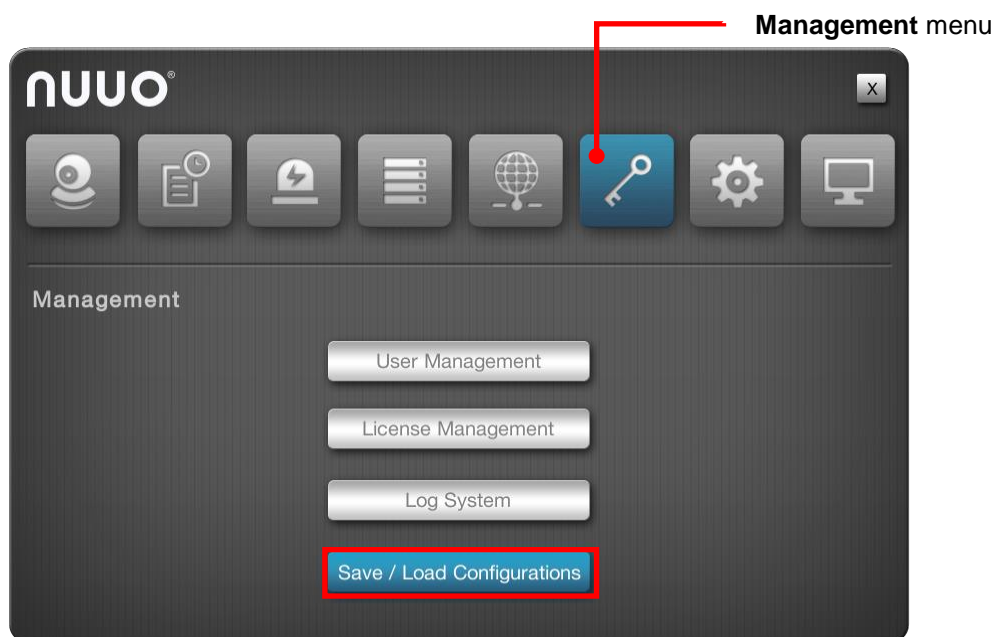 Management menu
nuuo®
X
Management
User Management
License Management
Log System
Save / Load Configurations